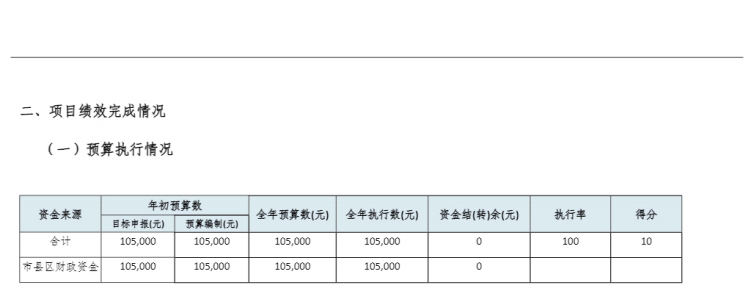 二、项目绩效完成情况
（一）预算执行情况
资金来源 年初预算数 全年预算数(元) 全年执行数(元) 资金结(转)余(元) 执行率 得分
目标申报(元) 预算编制(元)
合计 105,000 105,000 105,000 105,000 0 100 10
市县区财政资金 105,000 105,000 105,000 105,000 0